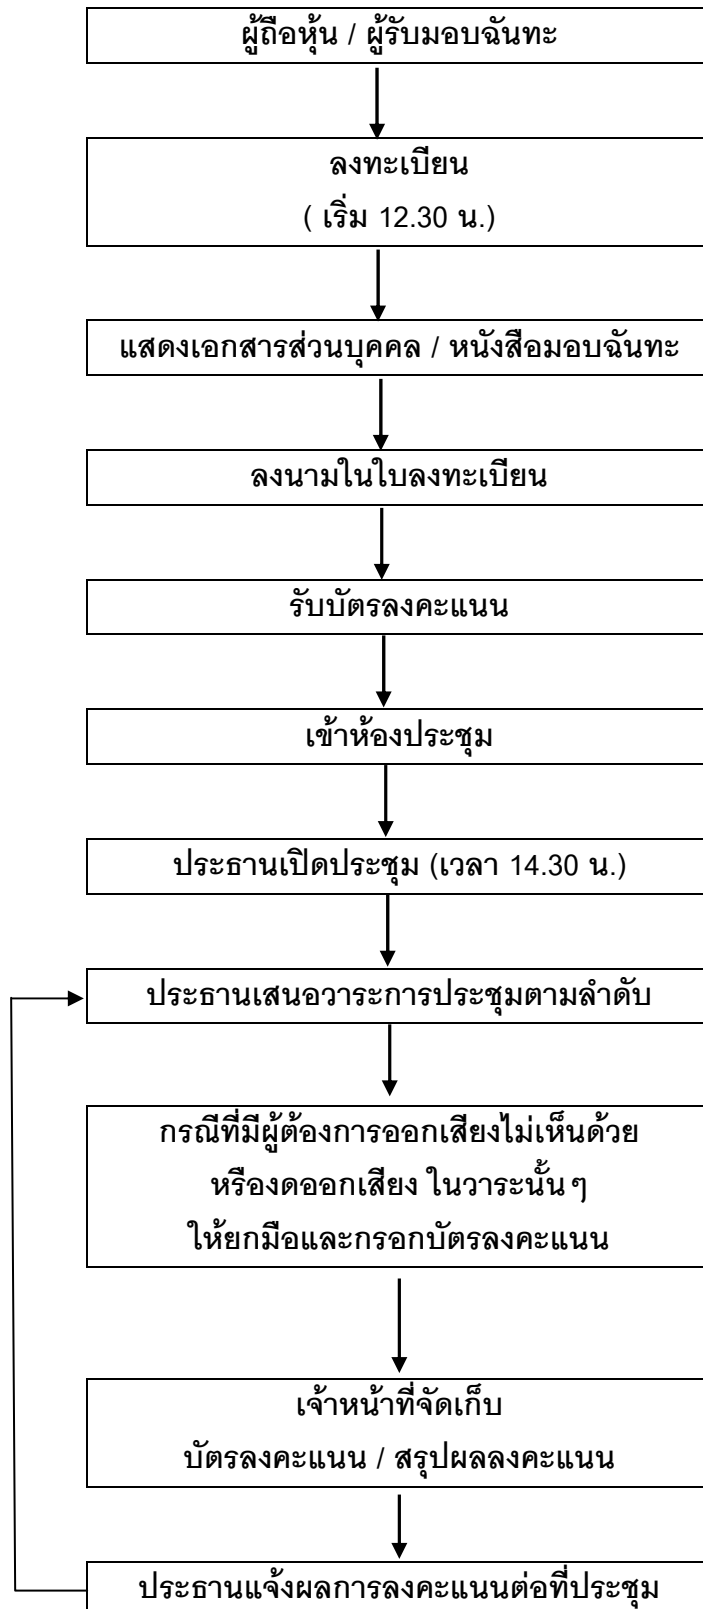 ผู้ถือหุ้น / ผู้รับมอบฉันทะ
ลงทะเบียน
( เริ่ม 12.30 น.)
แสดงเอกสารส่วนบุคคล / หนังสือมอบฉันทะ
ลงนามในใบลงทะเบียน
รับบัตรลงคะแนน
เข้าห้องประชุม
ประธานเปิดประชุม (เวลา 14.30 น.)
ประธานเสนอวาระการประชุมตามลำดับ
กรณีที่มีผู้ต้องการออกเสียงไม่เห็นด้วย
หรืองดออกเสียง ในวาระนั้นๆ
ให้ยกมือและกรอกบัตรลงคะแนน
เจ้าหน้าที่จัดเก็บ
บัตรลงคะแนน / สรุปผลลงคะแนน
ประธานแจ้งผลการลงคะแนนต่อที่ประชุม